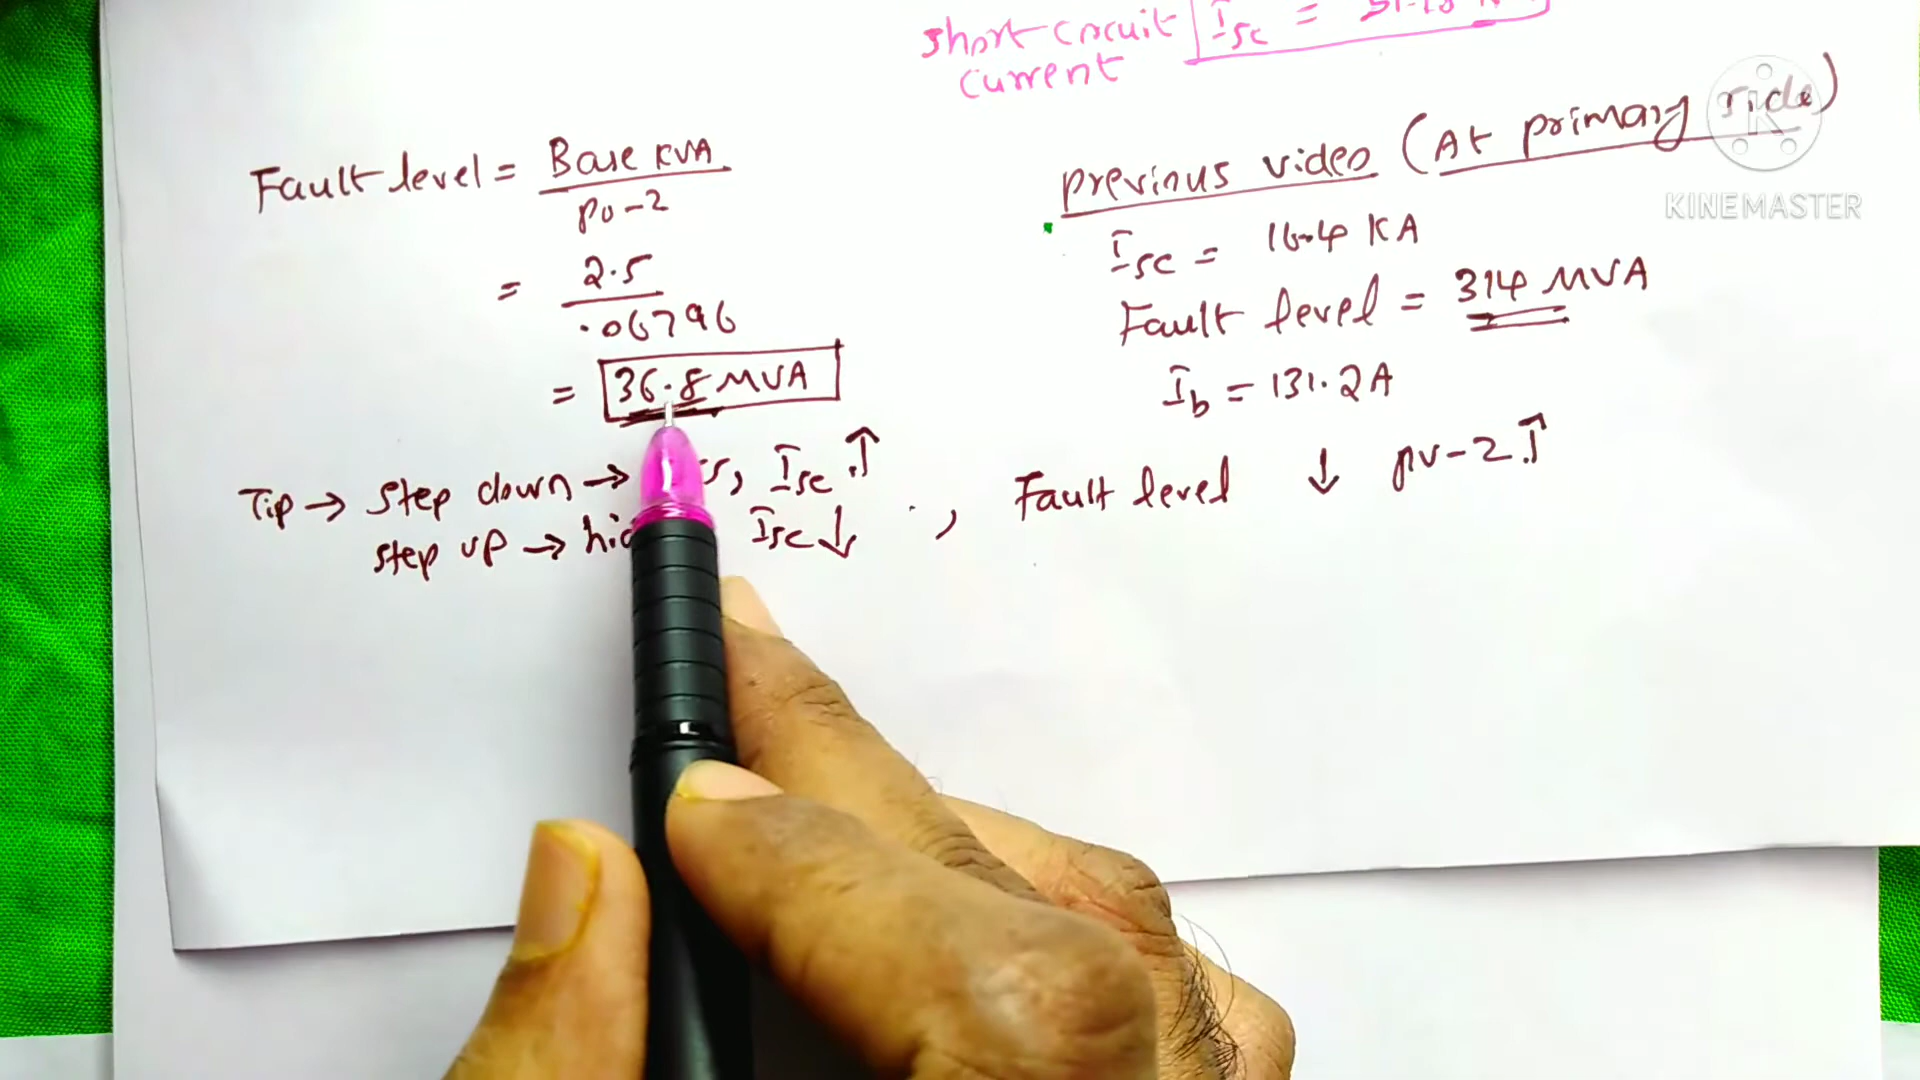 short crcuit Isc =
current
Fault level = Base KVA / pu-z
= 2.5 / .06796
= 36.8 MVA
Tip → step down → Isc ↑
step up → Isc ↓ , Fault level ↓ pu-z ↑
previous video (At primary side)
Isc = 16.4 KA
Fault level = 314 MVA
Ib = 131.2A
KINEMASTER